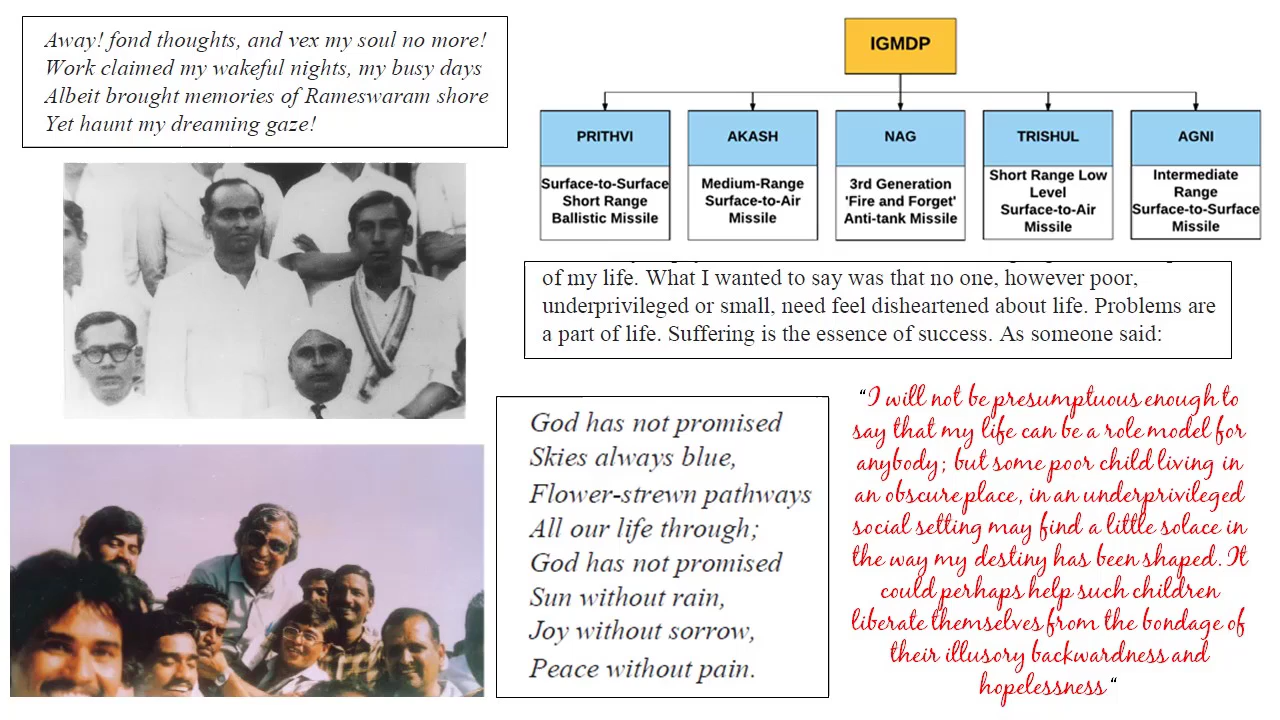 Away! fond thoughts, and vex my soul no more!
Work claimed my wakeful nights, my busy days
Albeit brought memories of Rameswaram shore
Yet haunt my dreaming gaze!
IGMDP
PRITHVI
Surface-to-Surface
Short Range
Ballistic Missile
AKASH
Medium-Range
Surface-to-Air
Missile
NAG
3rd Generation
'Fire and Forget'
Anti-tank Missile
TRISHUL
Short Range Low
Level
Surface-to-Air
Missile
AGNI
Intermediate
Range
Surface-to-Surface
Missile
of my life. What I wanted to say was that no one, however poor,
underprivileged or small, need feel disheartened about life. Problems are
a part of life. Suffering is the essence of success. As someone said:
God has not promised
Skies always blue,
Flower-strewn pathways
All our life through;
God has not promised
Sun without rain,
Joy without sorrow,
Peace without pain.
“I will not be presumptuous enough to
say that my life can be a role model for
anybody; but some poor child living in
an obscure place, in an underprivileged
social setting may find a little solace in
the way my destiny has been shaped. It
could perhaps help such children
liberate themselves from the bondage of
their illusory backwardness and
hopelessness“